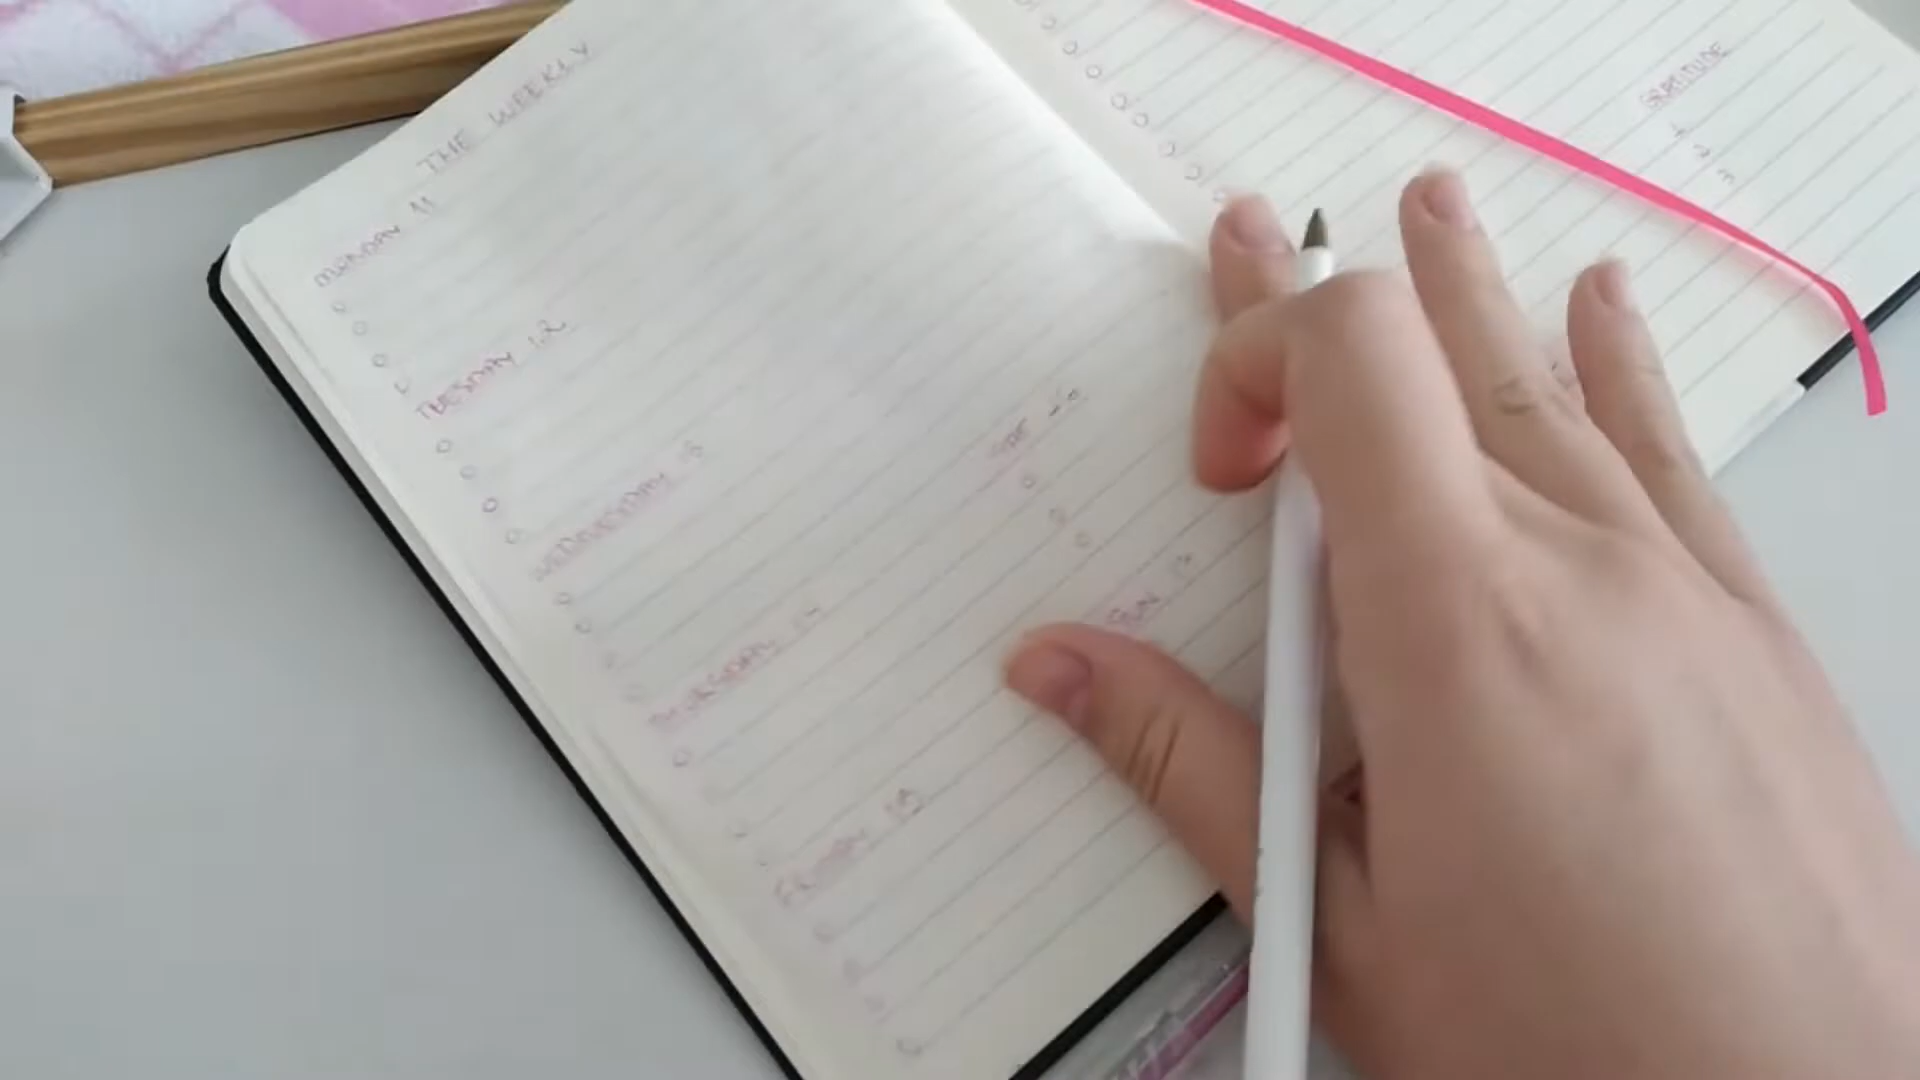 THE WEEKLY
MONDAY 11
TUESDAY 12
WEDNESDAY 13
THURSDAY 14
FRIDAY 15
SAT 16
SUN 17
GRATITUDE
1
2
3